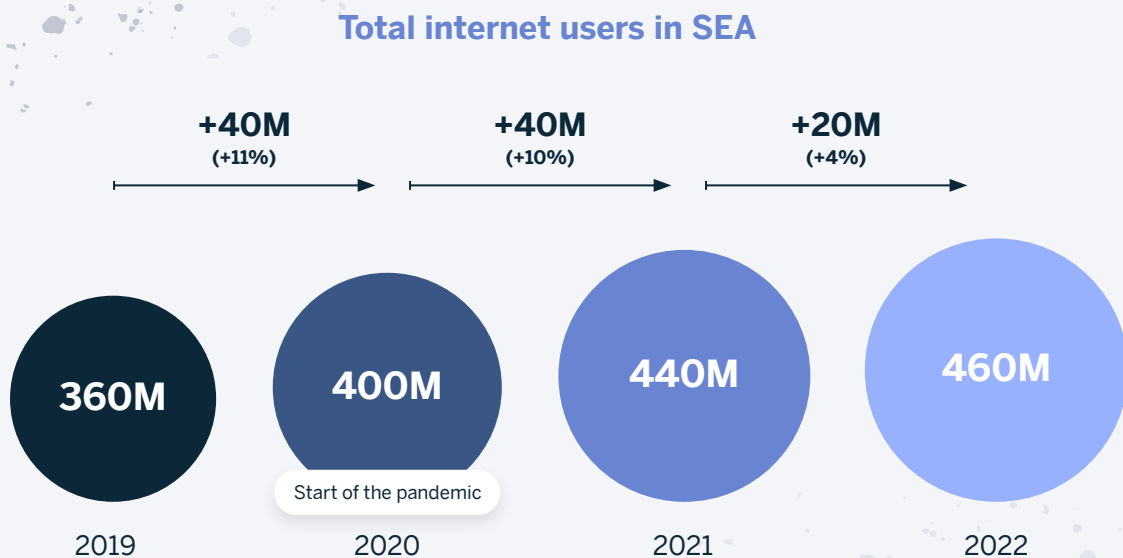 Total internet users in SEA
+40M
(+11%)
+40M
(+10%)
+20M
(+4%)
360M
400M
440M
460M
Start of the pandemic
2019
2020
2021
2022